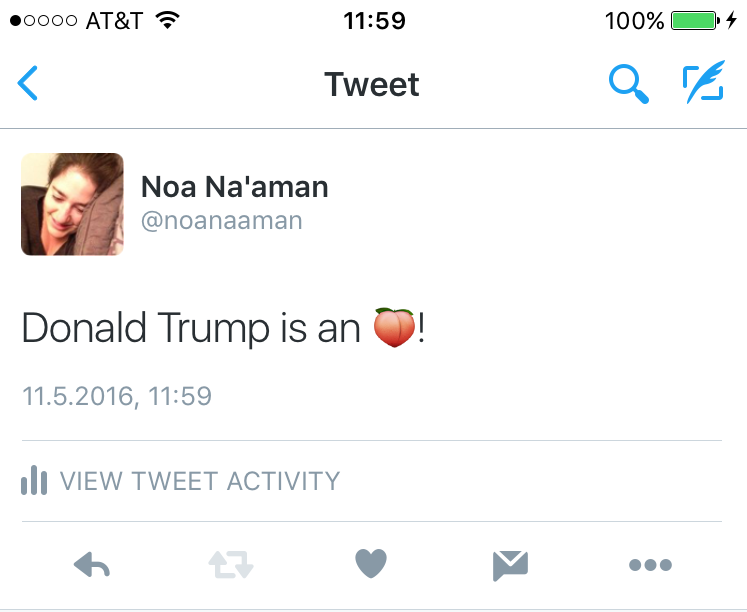 AT&T 11:59 100%
Tweet
Noa Na'aman
@noanaaman
Donald Trump is an 🍑!
11.5.2016, 11:59
VIEW TWEET ACTIVITY